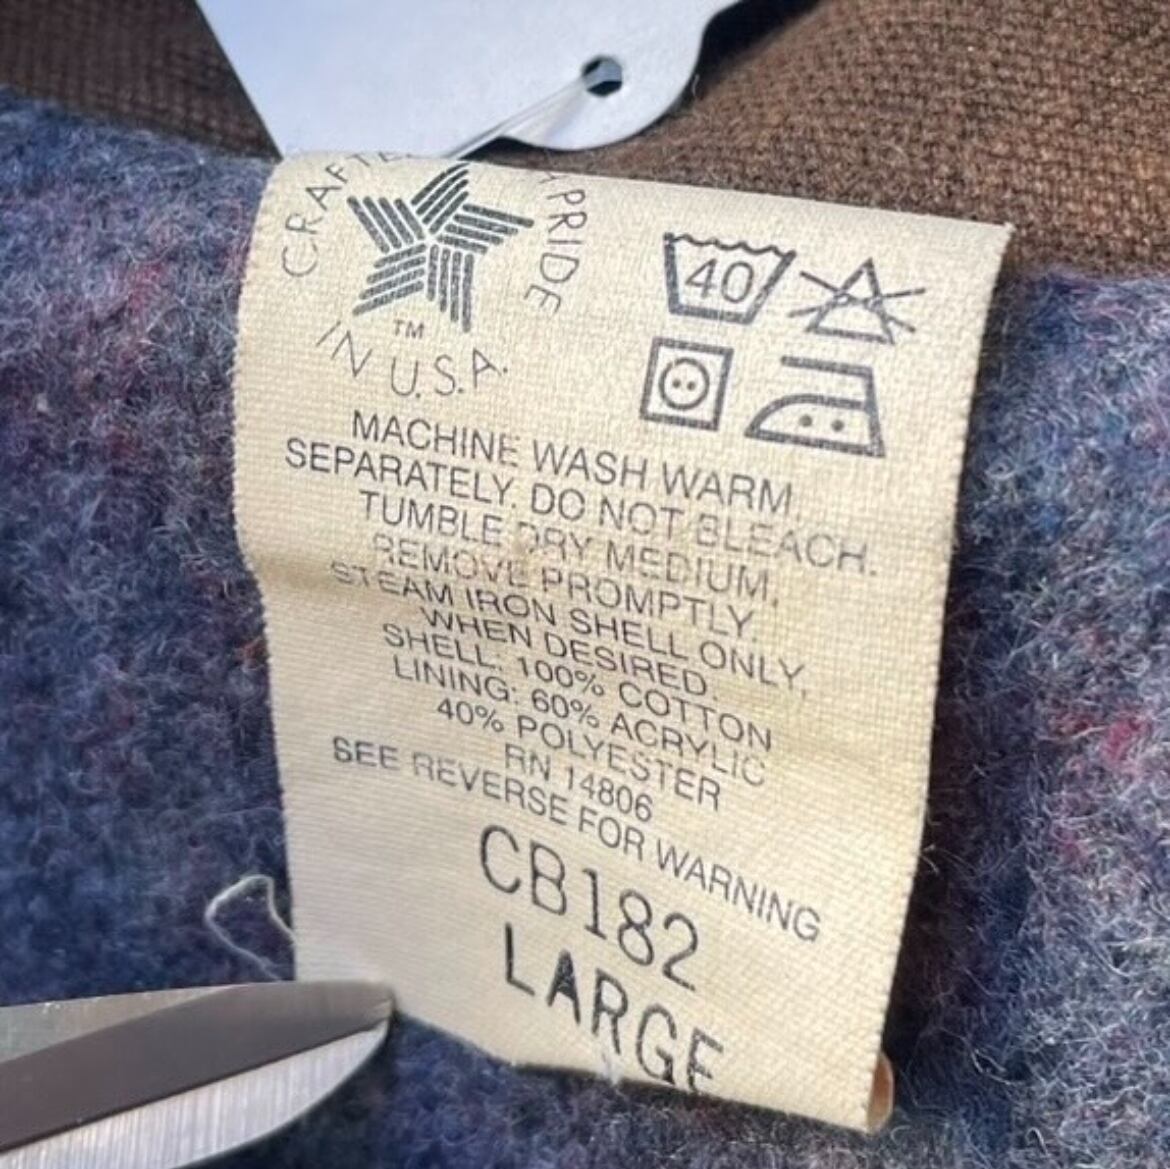 CRAFTE
PRIDE
TM
IN U.S.A.
40
MACHINE WASH WARM,
SEPARATELY. DO NOT BLEACH.
TUMBLE DRY MEDIUM.
REMOVE PROMPTLY.
STEAM IRON SHELL ONLY,
WHEN DESIRED.
SHELL: 100% COTTON
LINING: 60% ACRYLIC
40% POLYESTER
RN 14806
SEE REVERSE FOR WARNING
CB182
LARGE